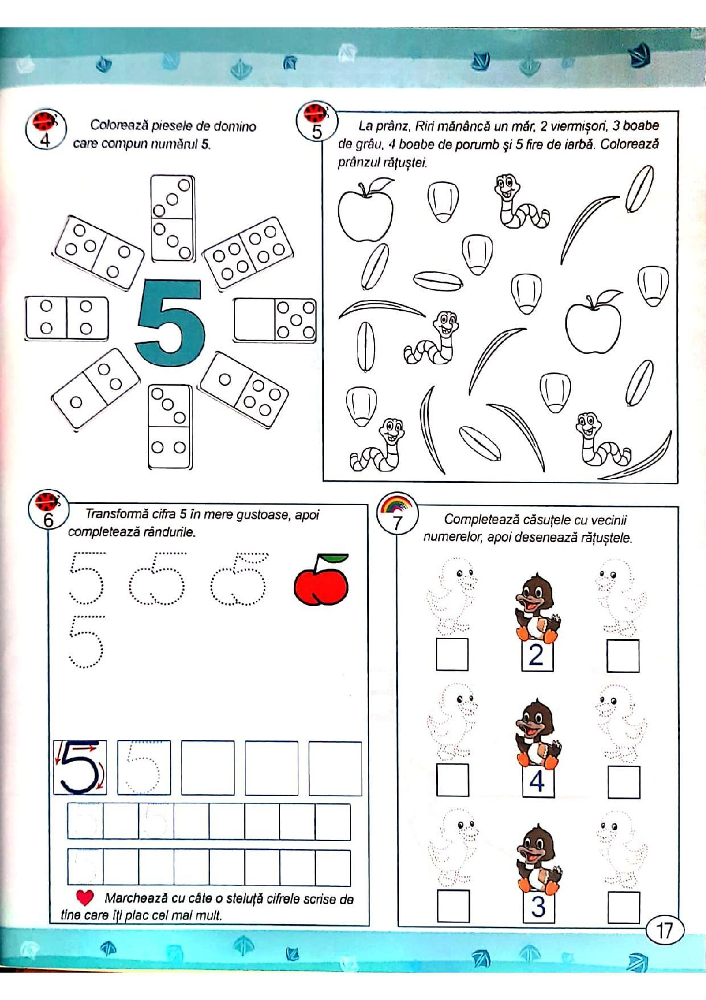 4
Colorează piesele de domino
care compun numărul 5.
5
5
La prânz, Riri mănâncă un măr, 2 viermișori, 3 boabe
de grâu, 4 boabe de porumb şi 5 fire de iarbă. Colorează
prânzul rățuștei.
6
Transformă cifra 5 în mere gustoase, apoi
completează rândurile.
5 5 5
5
5 5
5 5
5
Marchează cu câte o steluță cifrele scrise de
tine care îți plac cel mai mult.
7
Completează căsuțele cu vecinii
numerelor, apoi desenează rățuștele.
2
4
3
17